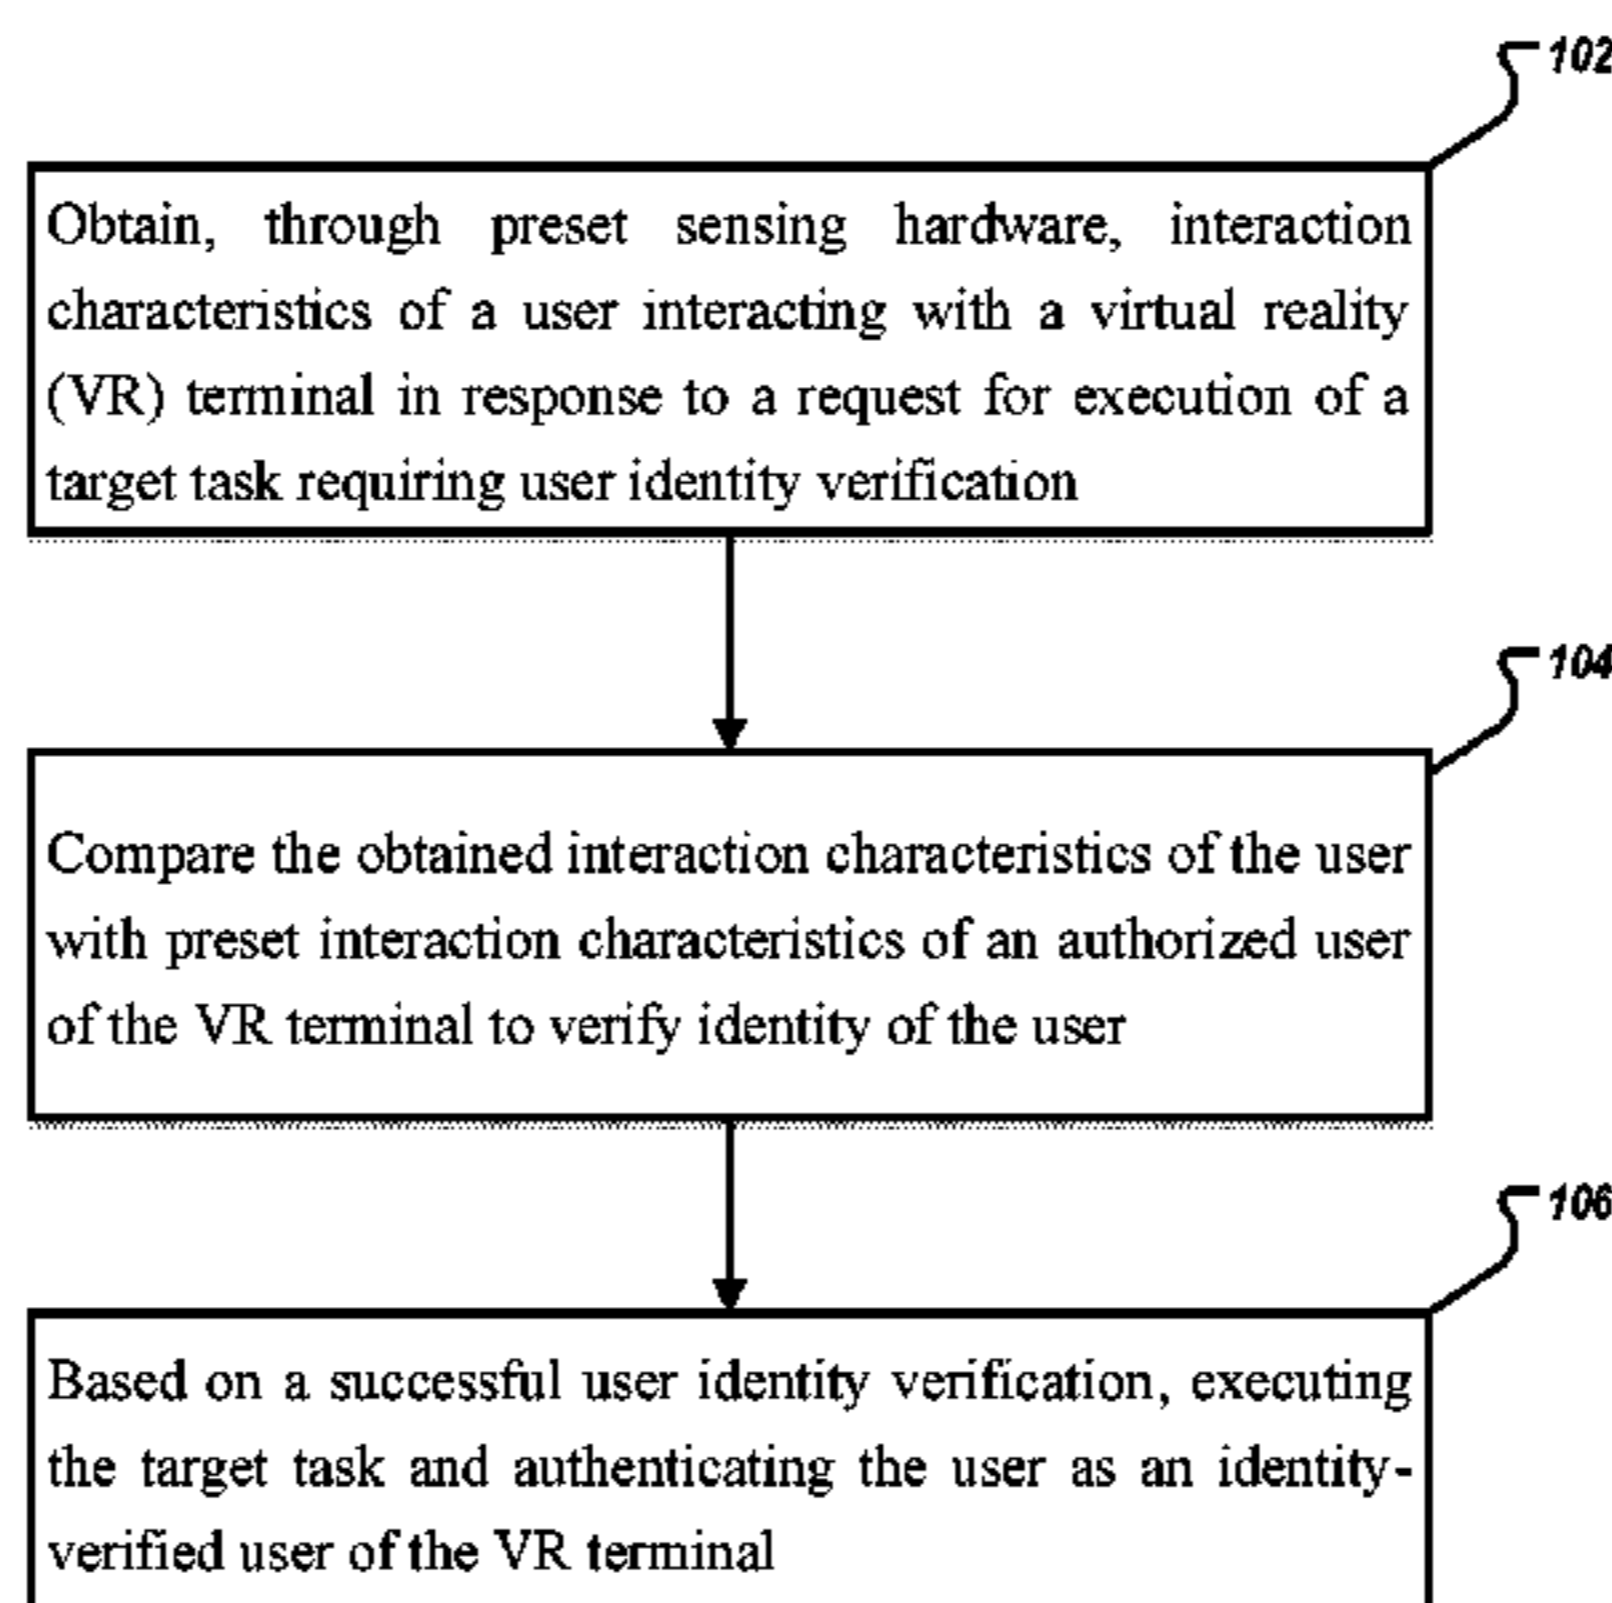 102
Obtain, through preset sensing hardware, interaction
characteristics of a user interacting with a virtual reality
(VR) terminal in response to a request for execution of a
target task requiring user identity verification
104
Compare the obtained interaction characteristics of the user
with preset interaction characteristics of an authorized user
of the VR terminal to verify identity of the user
106
Based on a successful user identity verification, executing
the target task and authenticating the user as an identity-
verified user of the VR terminal